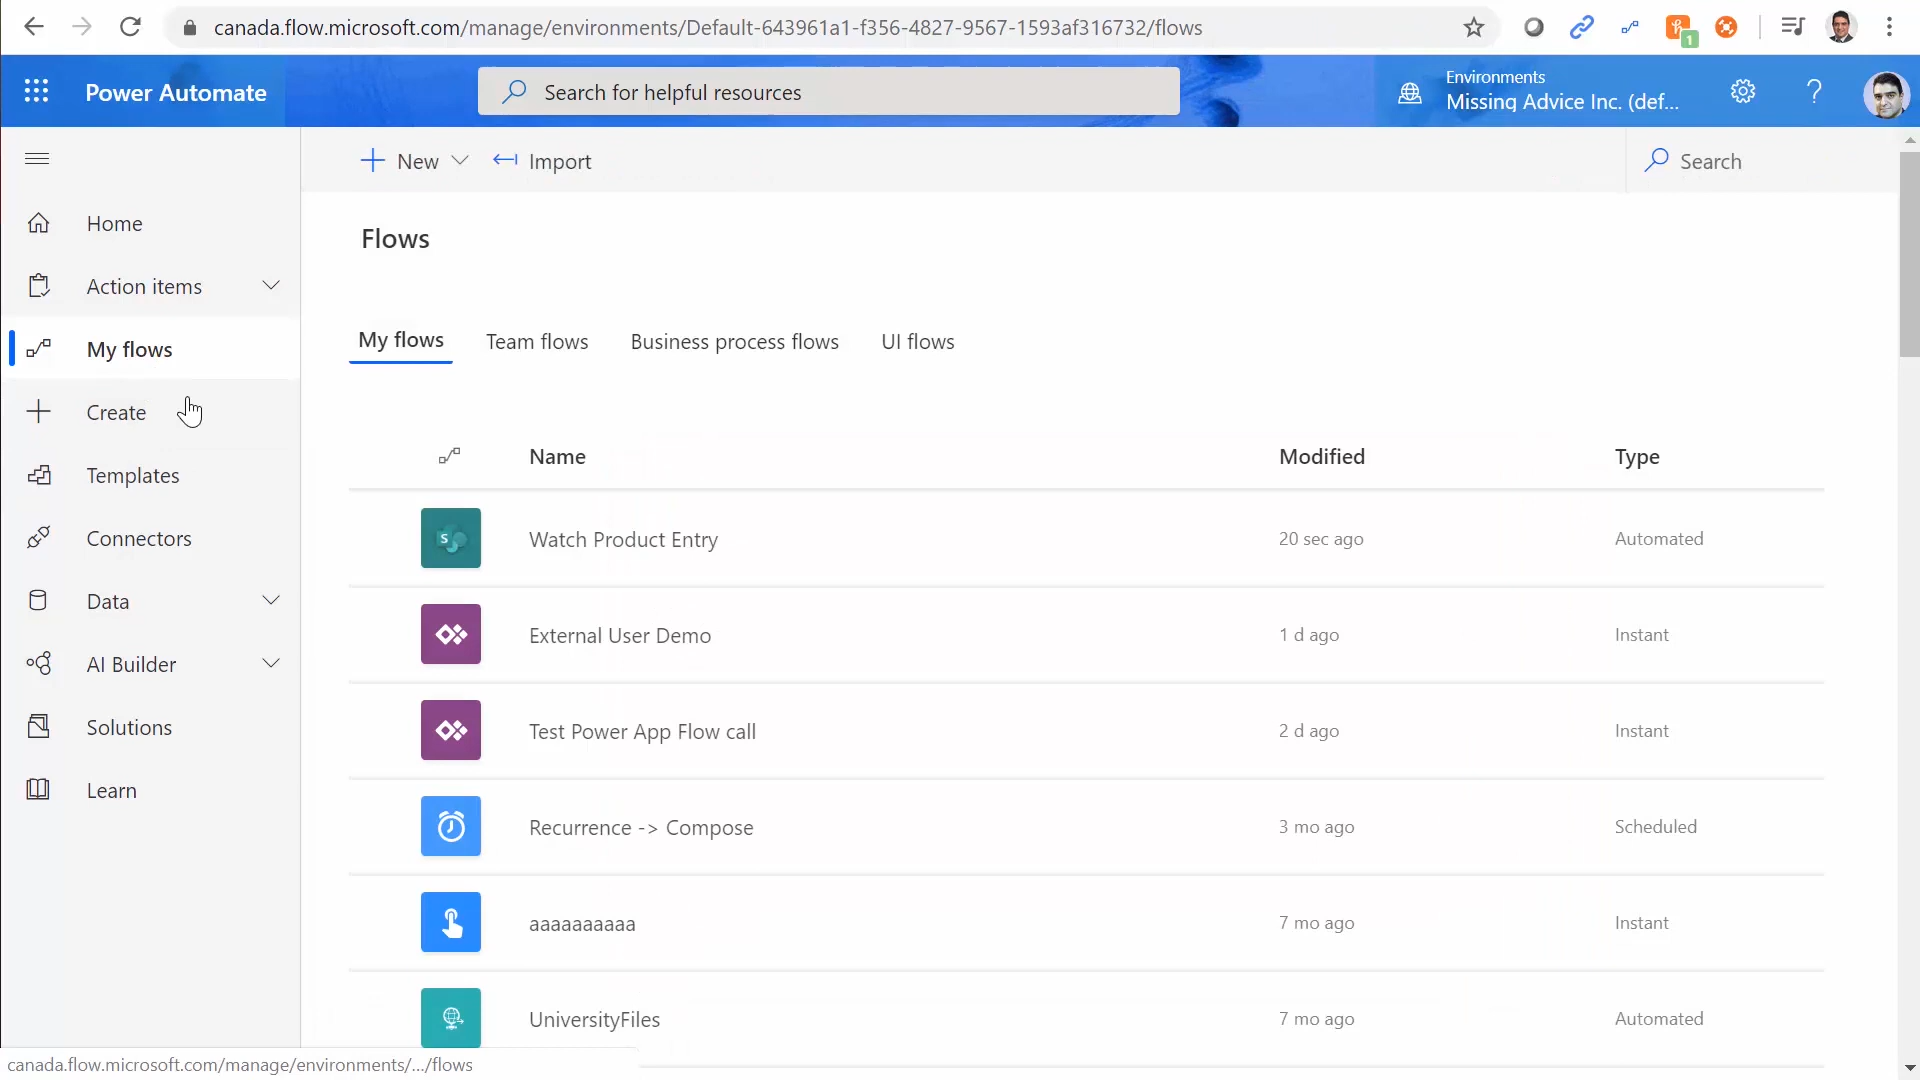 canada.flow.microsoft.com/manage/environments/Default-643961a1-f356-4827-9567-1593af316732/flows
1
Power Automate
Search for helpful resources
Environments
Missing Advice Inc. (def...
?
New
Import
Search
Home
Action items
My flows
Create
Templates
Connectors
Data
AI Builder
Solutions
Learn
Flows
My flows Team flows Business process flows UI flows
Name Modified Type
S
Watch Product Entry 20 sec ago Automated
External User Demo 1 d ago Instant
Test Power App Flow call 2 d ago Instant
Recurrence -> Compose 3 mo ago Scheduled
aaaaaaaaaa 7 mo ago Instant
UniversityFiles 7 mo ago Automated
canada.flow.microsoft.com/manage/environments/.../flows